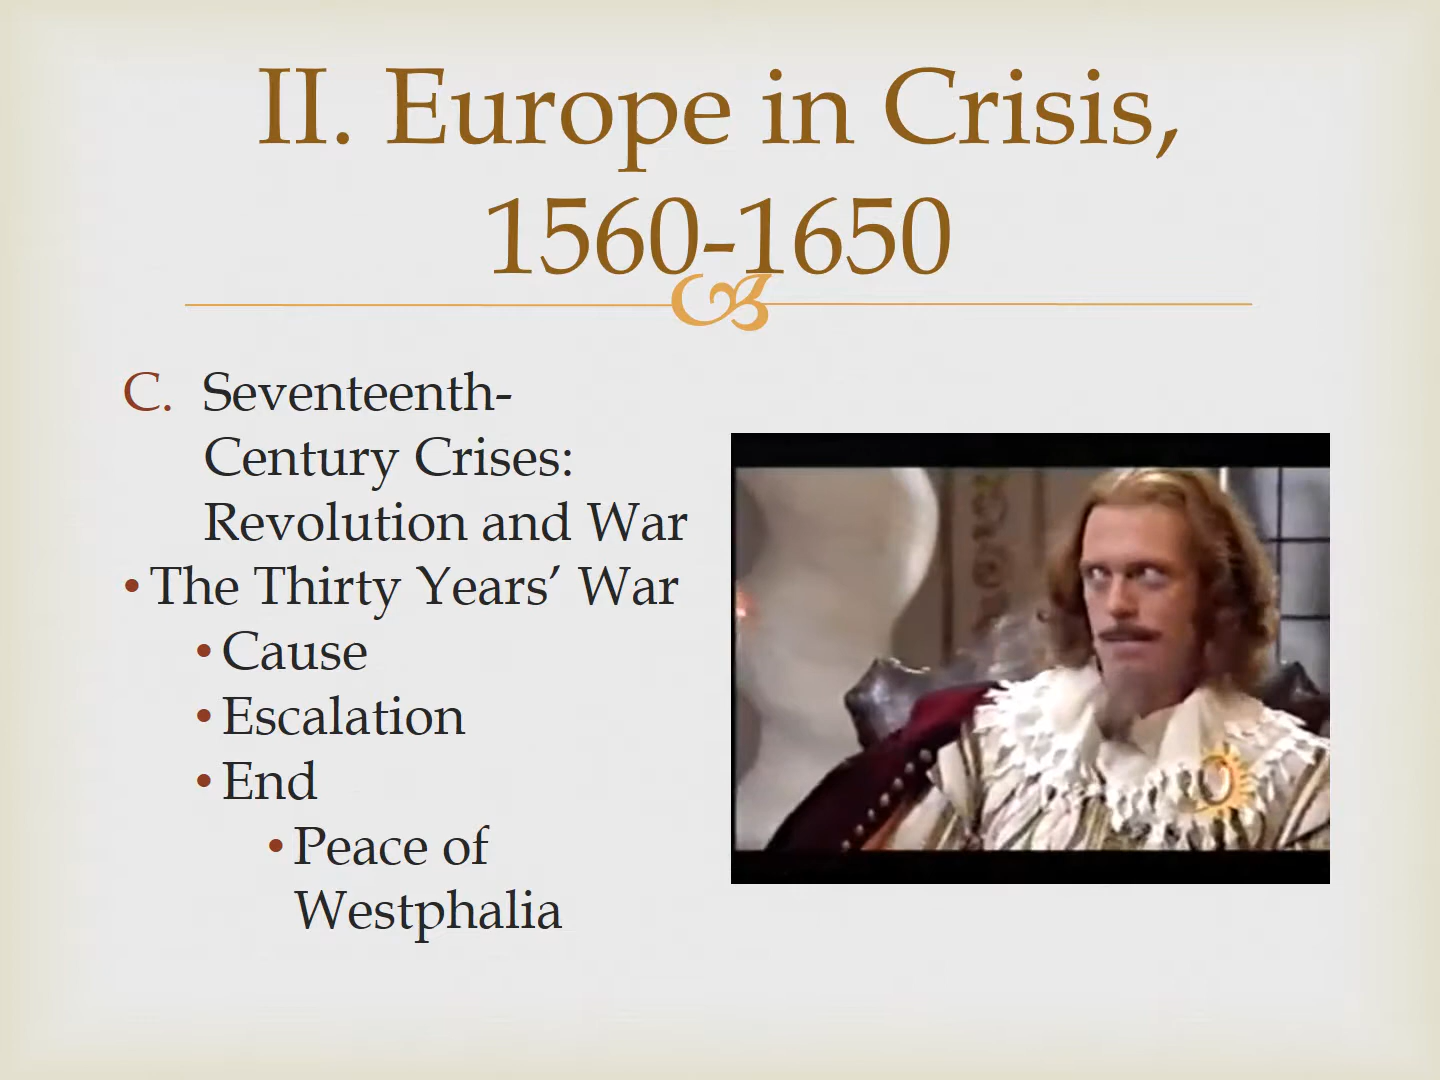 II. Europe in Crisis,
1560-1650
C. Seventeenth-
Century Crises:
Revolution and War
• The Thirty Years’ War
• Cause
• Escalation
• End
• Peace of
Westphalia